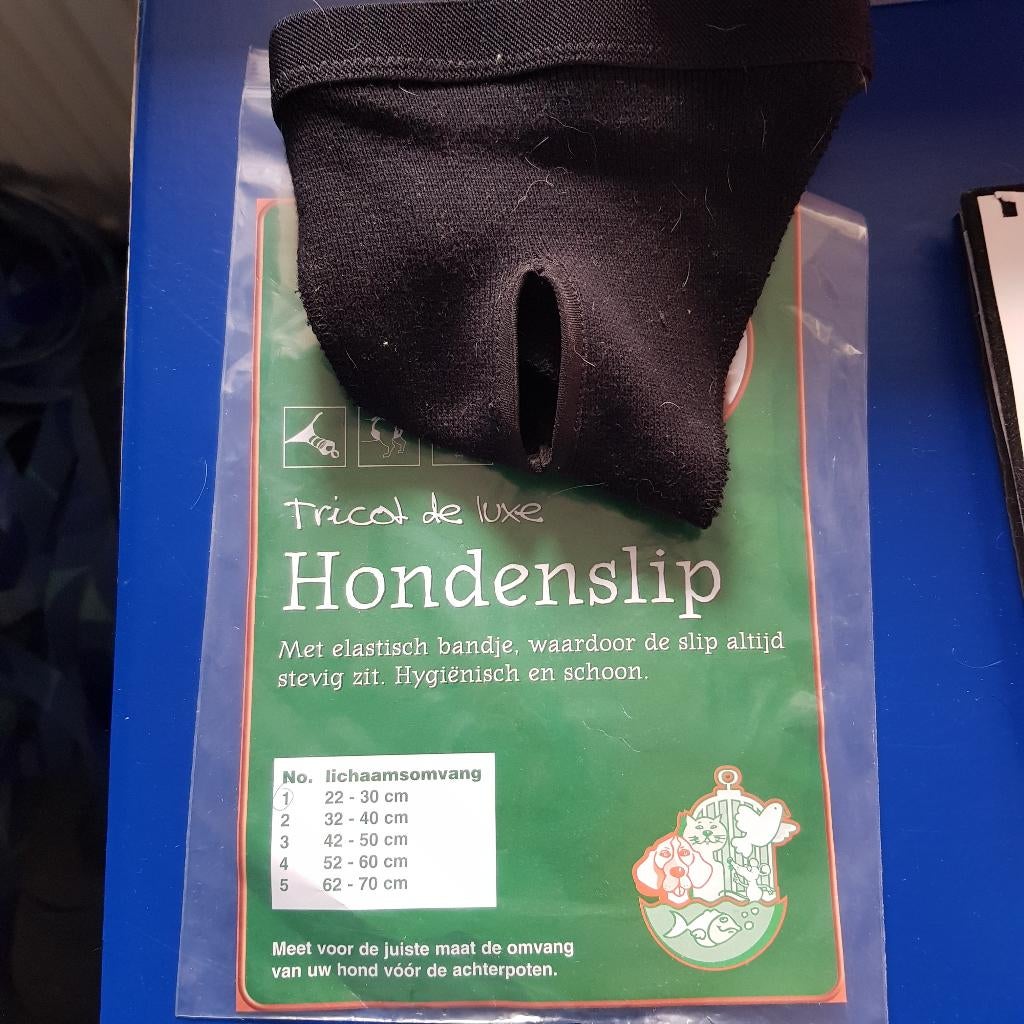 Tricot de luxe
Hondenslip
Met elastisch bandje, waardoor de slip altijd
stevig zit. Hygiënisch en schoon.
No. lichaamsomvang
1 22 - 30 cm
2 32 - 40 cm
3 42 - 50 cm
4 52 - 60 cm
5 62 - 70 cm
Meet voor de juiste maat de omvang
van uw hond vóór de achterpoten.